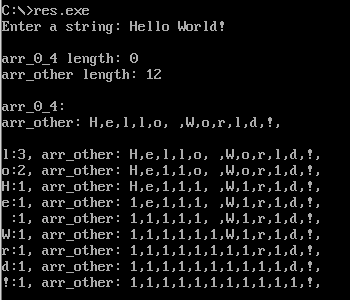 C:\>res.exe
Enter a string: Hello World!
arr_0_4 length: 0
arr_other length: 12
arr_0_4:
arr_other: H,e,l,l,o, ,W,o,r,l,d,!,
l:3, arr_other: H,e,l,l,o, ,W,o,r,l,d,!,
o:2, arr_other: H,e,1,1,o, ,W,o,r,1,d,!,
H:1, arr_other: H,e,1,1,1, ,W,1,r,1,d,!,
e:1, arr_other: 1,e,1,1,1, ,W,1,r,1,d,!,
 :1, arr_other: 1,1,1,1,1, ,W,1,r,1,d,!,
W:1, arr_other: 1,1,1,1,1,1,W,1,r,1,d,!,
r:1, arr_other: 1,1,1,1,1,1,1,1,r,1,d,!,
d:1, arr_other: 1,1,1,1,1,1,1,1,1,1,d,!,
!:1, arr_other: 1,1,1,1,1,1,1,1,1,1,1,!,